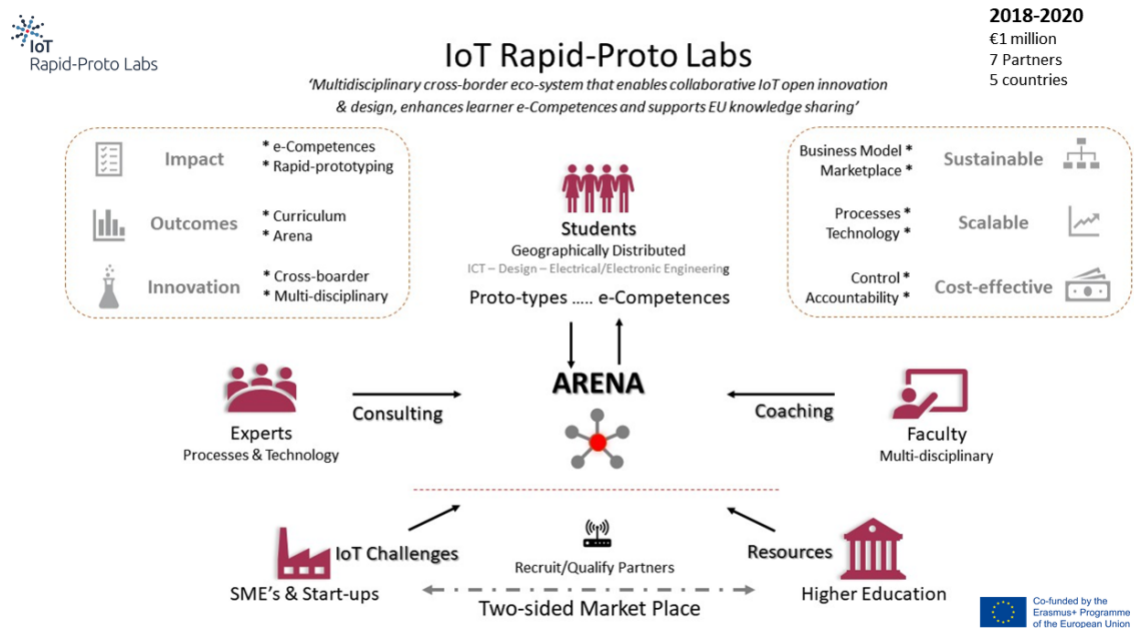 IoT
Rapid-Proto Labs
2018-2020
€1 million
7 Partners
5 countries
IoT Rapid-Proto Labs
‘Multidisciplinary cross-border eco-system that enables collaborative IoT open innovation
& design, enhances learner e-Competences and supports EU knowledge sharing’
Impact
* e-Competences
* Rapid-prototyping
Outcomes
* Curriculum
* Arena
Innovation
* Cross-boarder
* Multi-disciplinary
Students
Geographically Distributed
ICT – Design – Electrical/Electronic Engineering
Proto-types ..... e-Competences
Business Model *
Marketplace *
Sustainable
Processes *
Technology *
Scalable
Control *
Accountability *
Cost-effective
ARENA
Experts
Processes & Technology
Consulting
Coaching
Faculty
Multi-disciplinary
IoT Challenges
SME’s & Start-ups
Recruit/Qualify Partners
Two-sided Market Place
Resources
Higher Education
Co-funded by the
Erasmus+ Programme
of the European Union